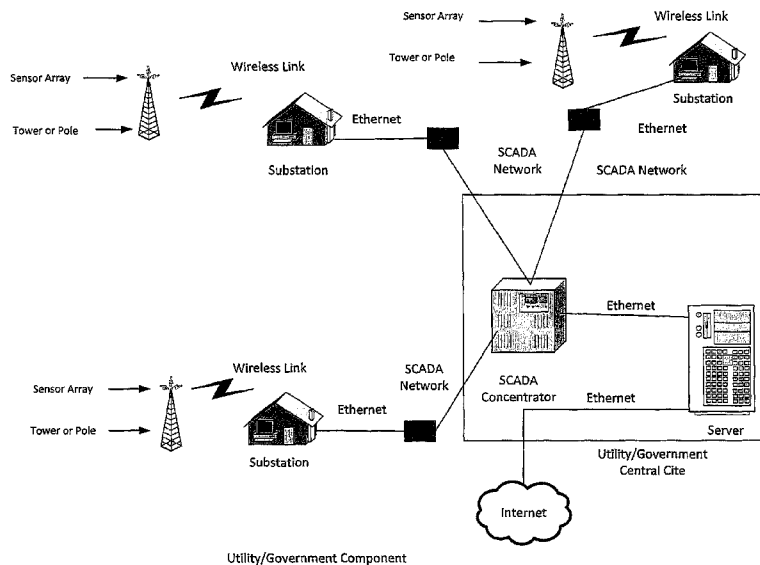 Sensor Array
Wireless Link
Tower or Pole
Substation
Ethernet
Sensor Array
Wireless Link
Tower or Pole
Ethernet
Substation
SCADA
Network
SCADA Network
Ethernet
SCADA
Concentrator
Ethernet
Server
Utility/Government
Central Cite
Sensor Array
Wireless Link
Tower or Pole
Ethernet
SCADA
Network
Substation
Internet
Utility/Government Component